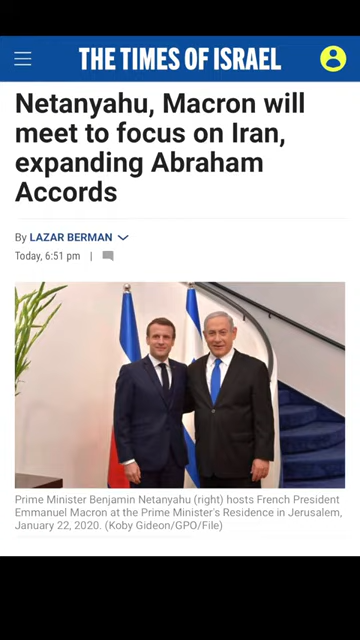 THE TIMES OF ISRAEL
Netanyahu, Macron will
meet to focus on Iran,
expanding Abraham
Accords
By LAZAR BERMAN
Today, 6:51 pm |
Prime Minister Benjamin Netanyahu (right) hosts French President
Emmanuel Macron at the Prime Minister's Residence in Jerusalem,
January 22, 2020. (Koby Gideon/GPO/File)